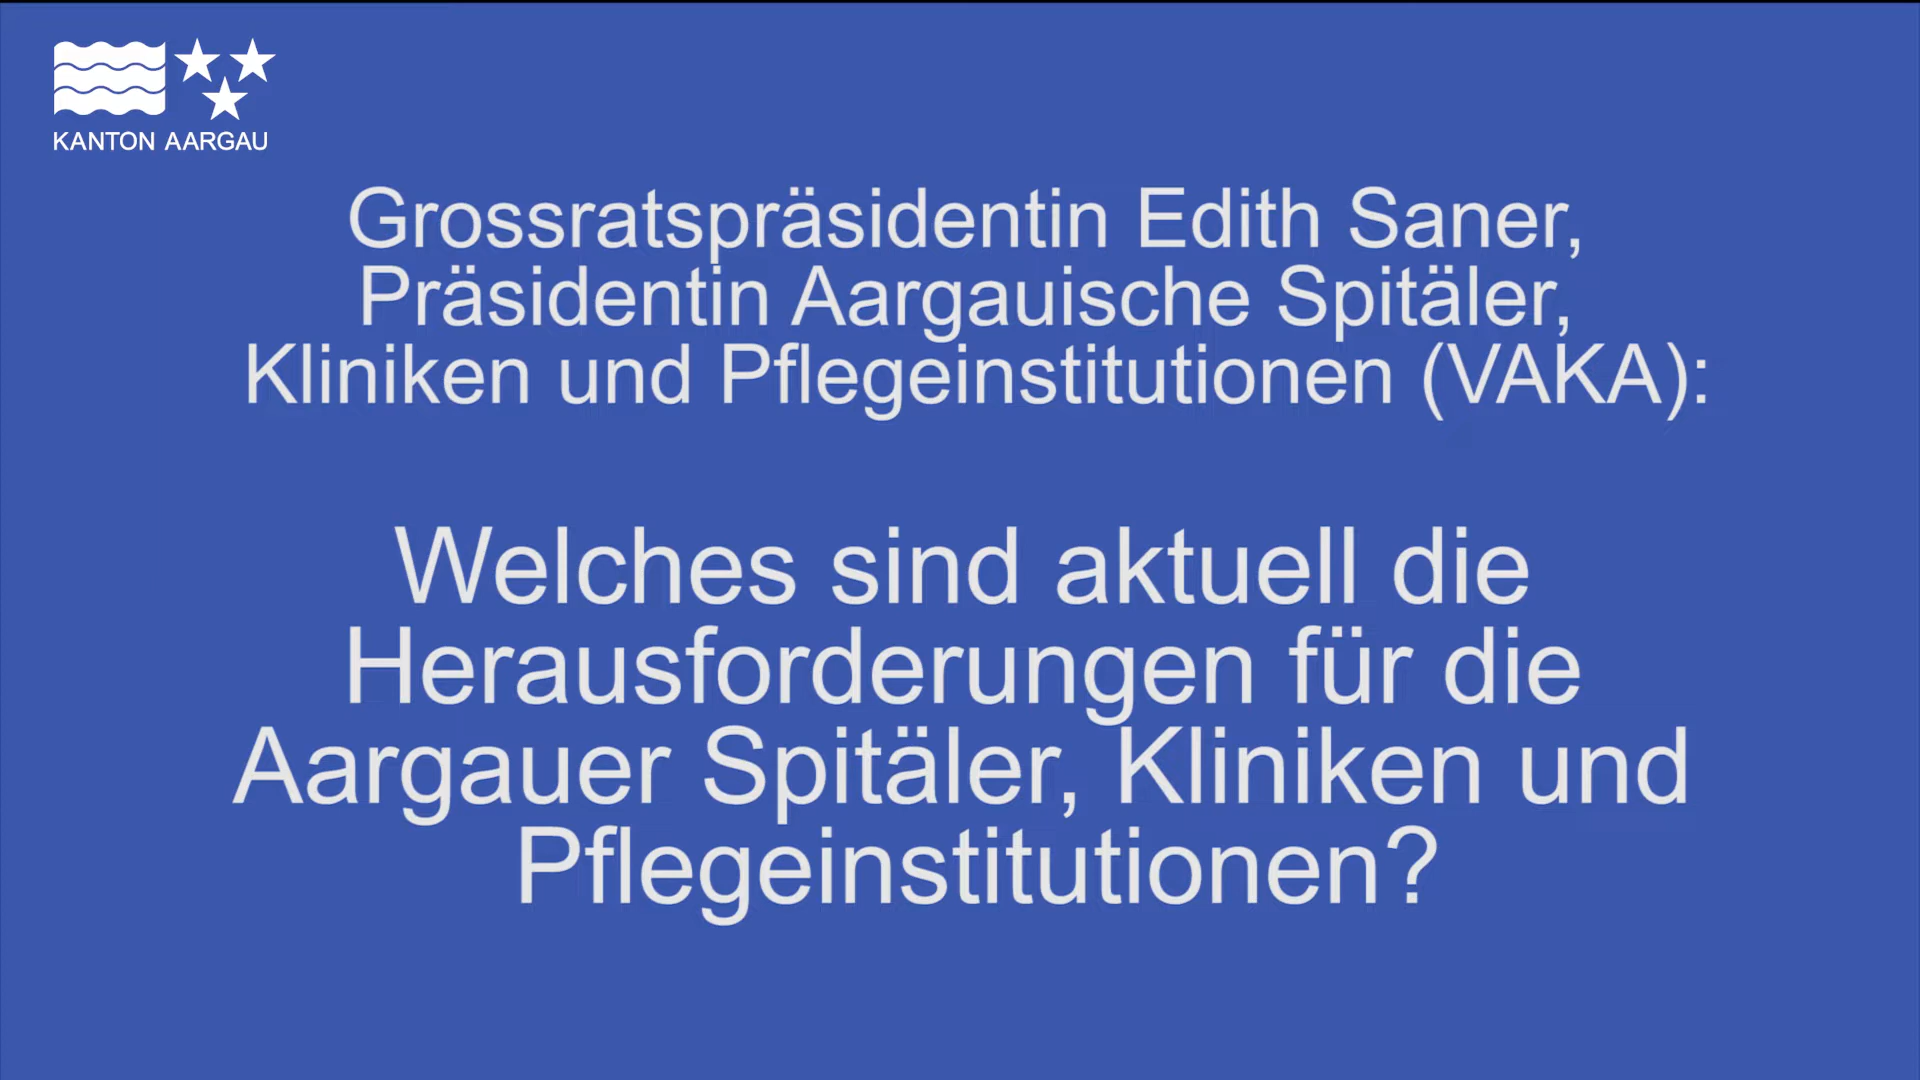 KANTON AARGAU
Grossratspräsidentin Edith Saner,
Präsidentin Aargauische Spitäler,
Kliniken und Pflegeinstitutionen (VAKA):
Welches sind aktuell die
Herausforderungen für die
Aargauer Spitäler, Kliniken und
Pflegeinstitutionen?